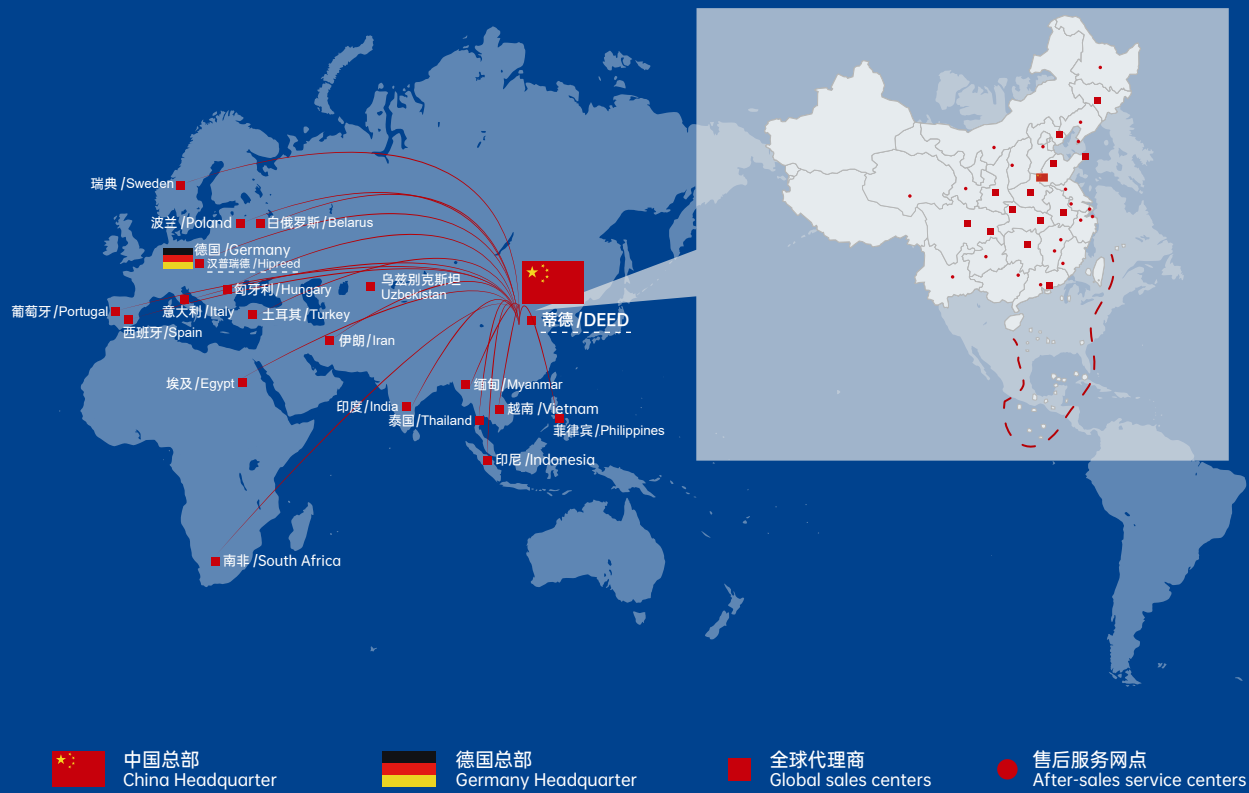 瑞典 /Sweden
波兰 /Poland
白俄罗斯 /Belarus
德国 /Germany
汉普瑞德 /Hipreed
乌兹别克斯坦
Uzbekistan
匈牙利 /Hungary
葡萄牙 /Portugal
意大利 /Italy
土耳其 /Turkey
蒂德 /DEED
西班牙 /Spain
伊朗 /Iran
埃及 /Egypt
缅甸 /Myanmar
印度 /India
越南 /Vietnam
泰国 /Thailand
菲律宾 /Philippines
印尼 /Indonesia
南非 /South Africa
中国总部
China Headquarter
德国总部
Germany Headquarter
全球代理商
Global sales centers
售后服务网点
After-sales service centers